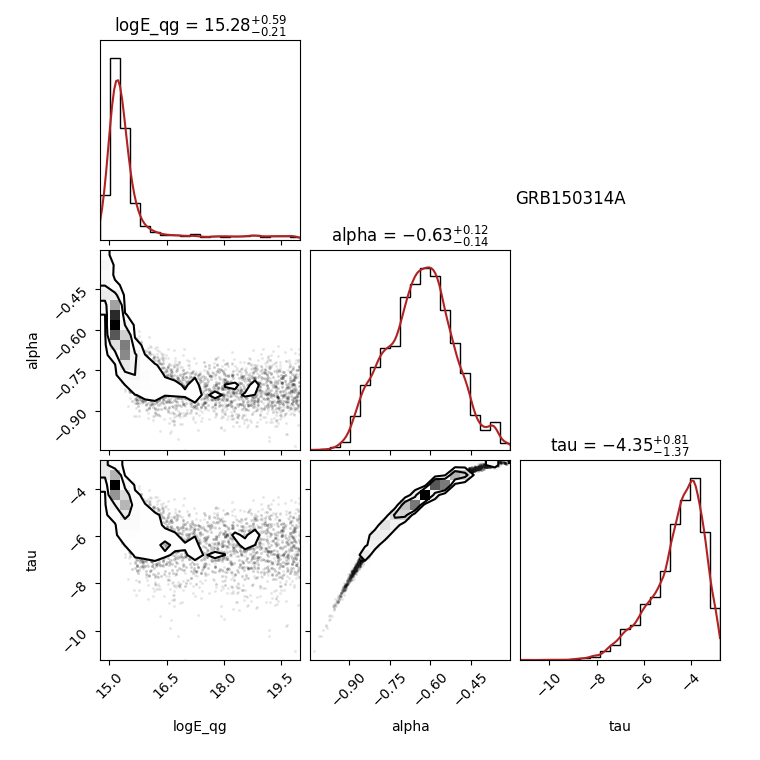 logE_qg = 15.28+0.59−0.21
GRB150314A
alpha = −0.63+0.12−0.14
−0.45
−0.60
−0.75
−0.90
alpha
tau = −4.35+0.81−1.37
−4
−6
−8
−10
tau
15.0 16.5 18.0 19.5
−0.90 −0.75 −0.60 −0.45
−10 −8 −6 −4
logE_qg alpha tau